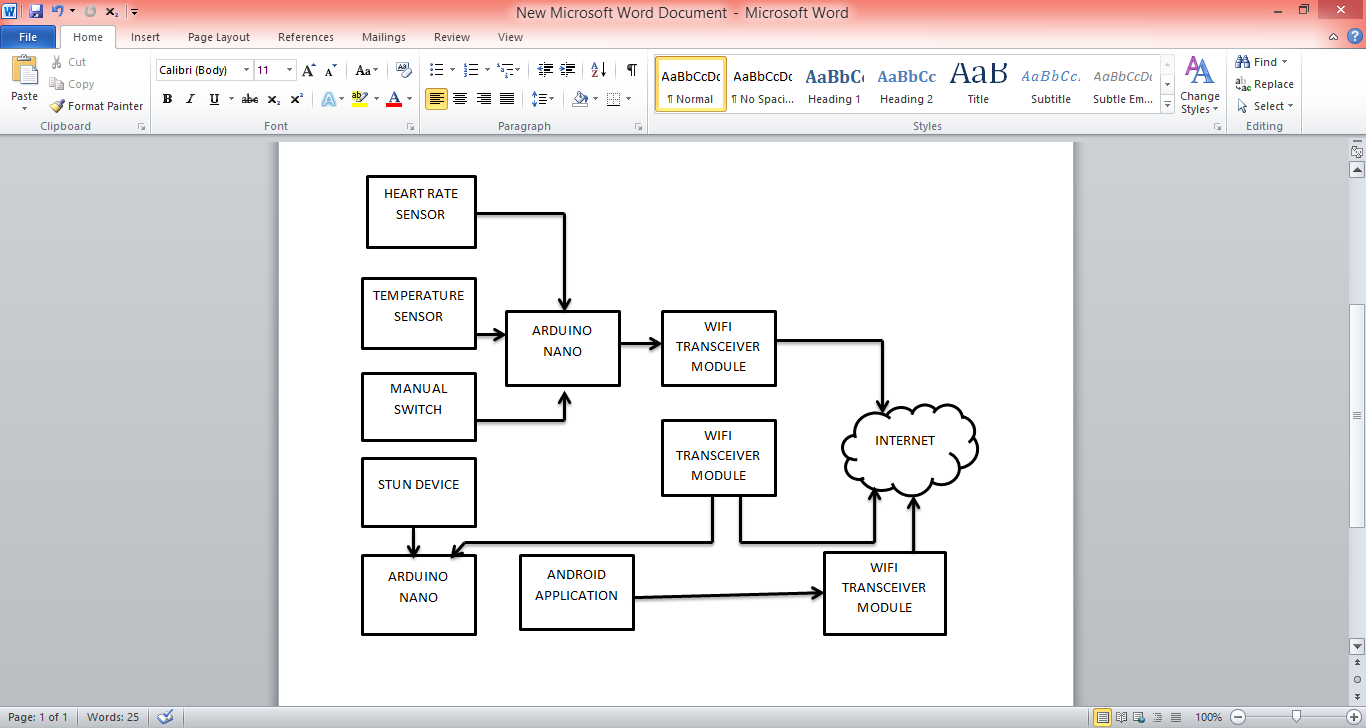 New Microsoft Word Document - Microsoft Word
File Home Insert Page Layout References Mailings Review View
Paste
Cut
Copy
Format Painter
Clipboard
Calibri (Body) 11
Font
Paragraph
AaBbCcDc AaBbCcDc AaBbC AaBbCc AaB AaBbCc. AaBbCcDc
¶ Normal ¶ No Spaci... Heading 1 Heading 2 Title Subtitle Subtle Em...
Styles
Change
Styles
Find
Replace
Select
Editing
HEART RATE
SENSOR
TEMPERATURE
SENSOR
ARDUINO
NANO
WIFI
TRANSCEIVER
MODULE
MANUAL
SWITCH
WIFI
TRANSCEIVER
MODULE
INTERNET
STUN DEVICE
ARDUINO
NANO
ANDROID
APPLICATION
WIFI
TRANSCEIVER
MODULE
Page: 1 of 1 Words: 25 100%